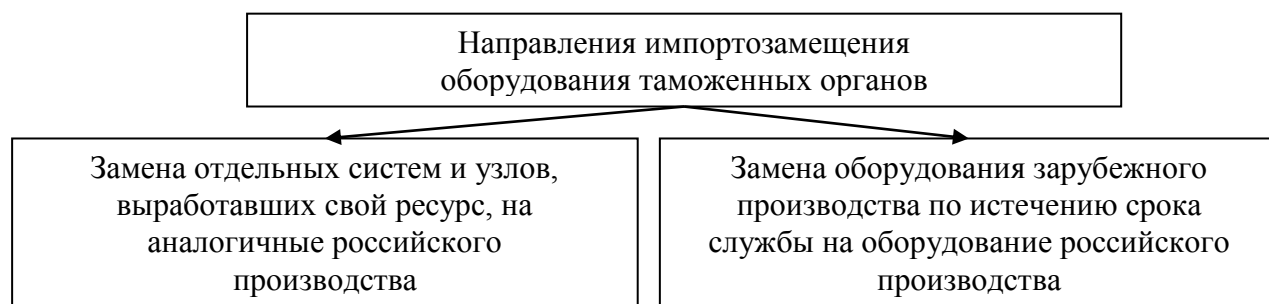 Направления импортозамещения
оборудования таможенных органов
Замена отдельных систем и узлов,
выработавших свой ресурс, на
аналогичные российского
производства
Замена оборудования зарубежного
производства по истечению срока
службы на оборудование российского
производства